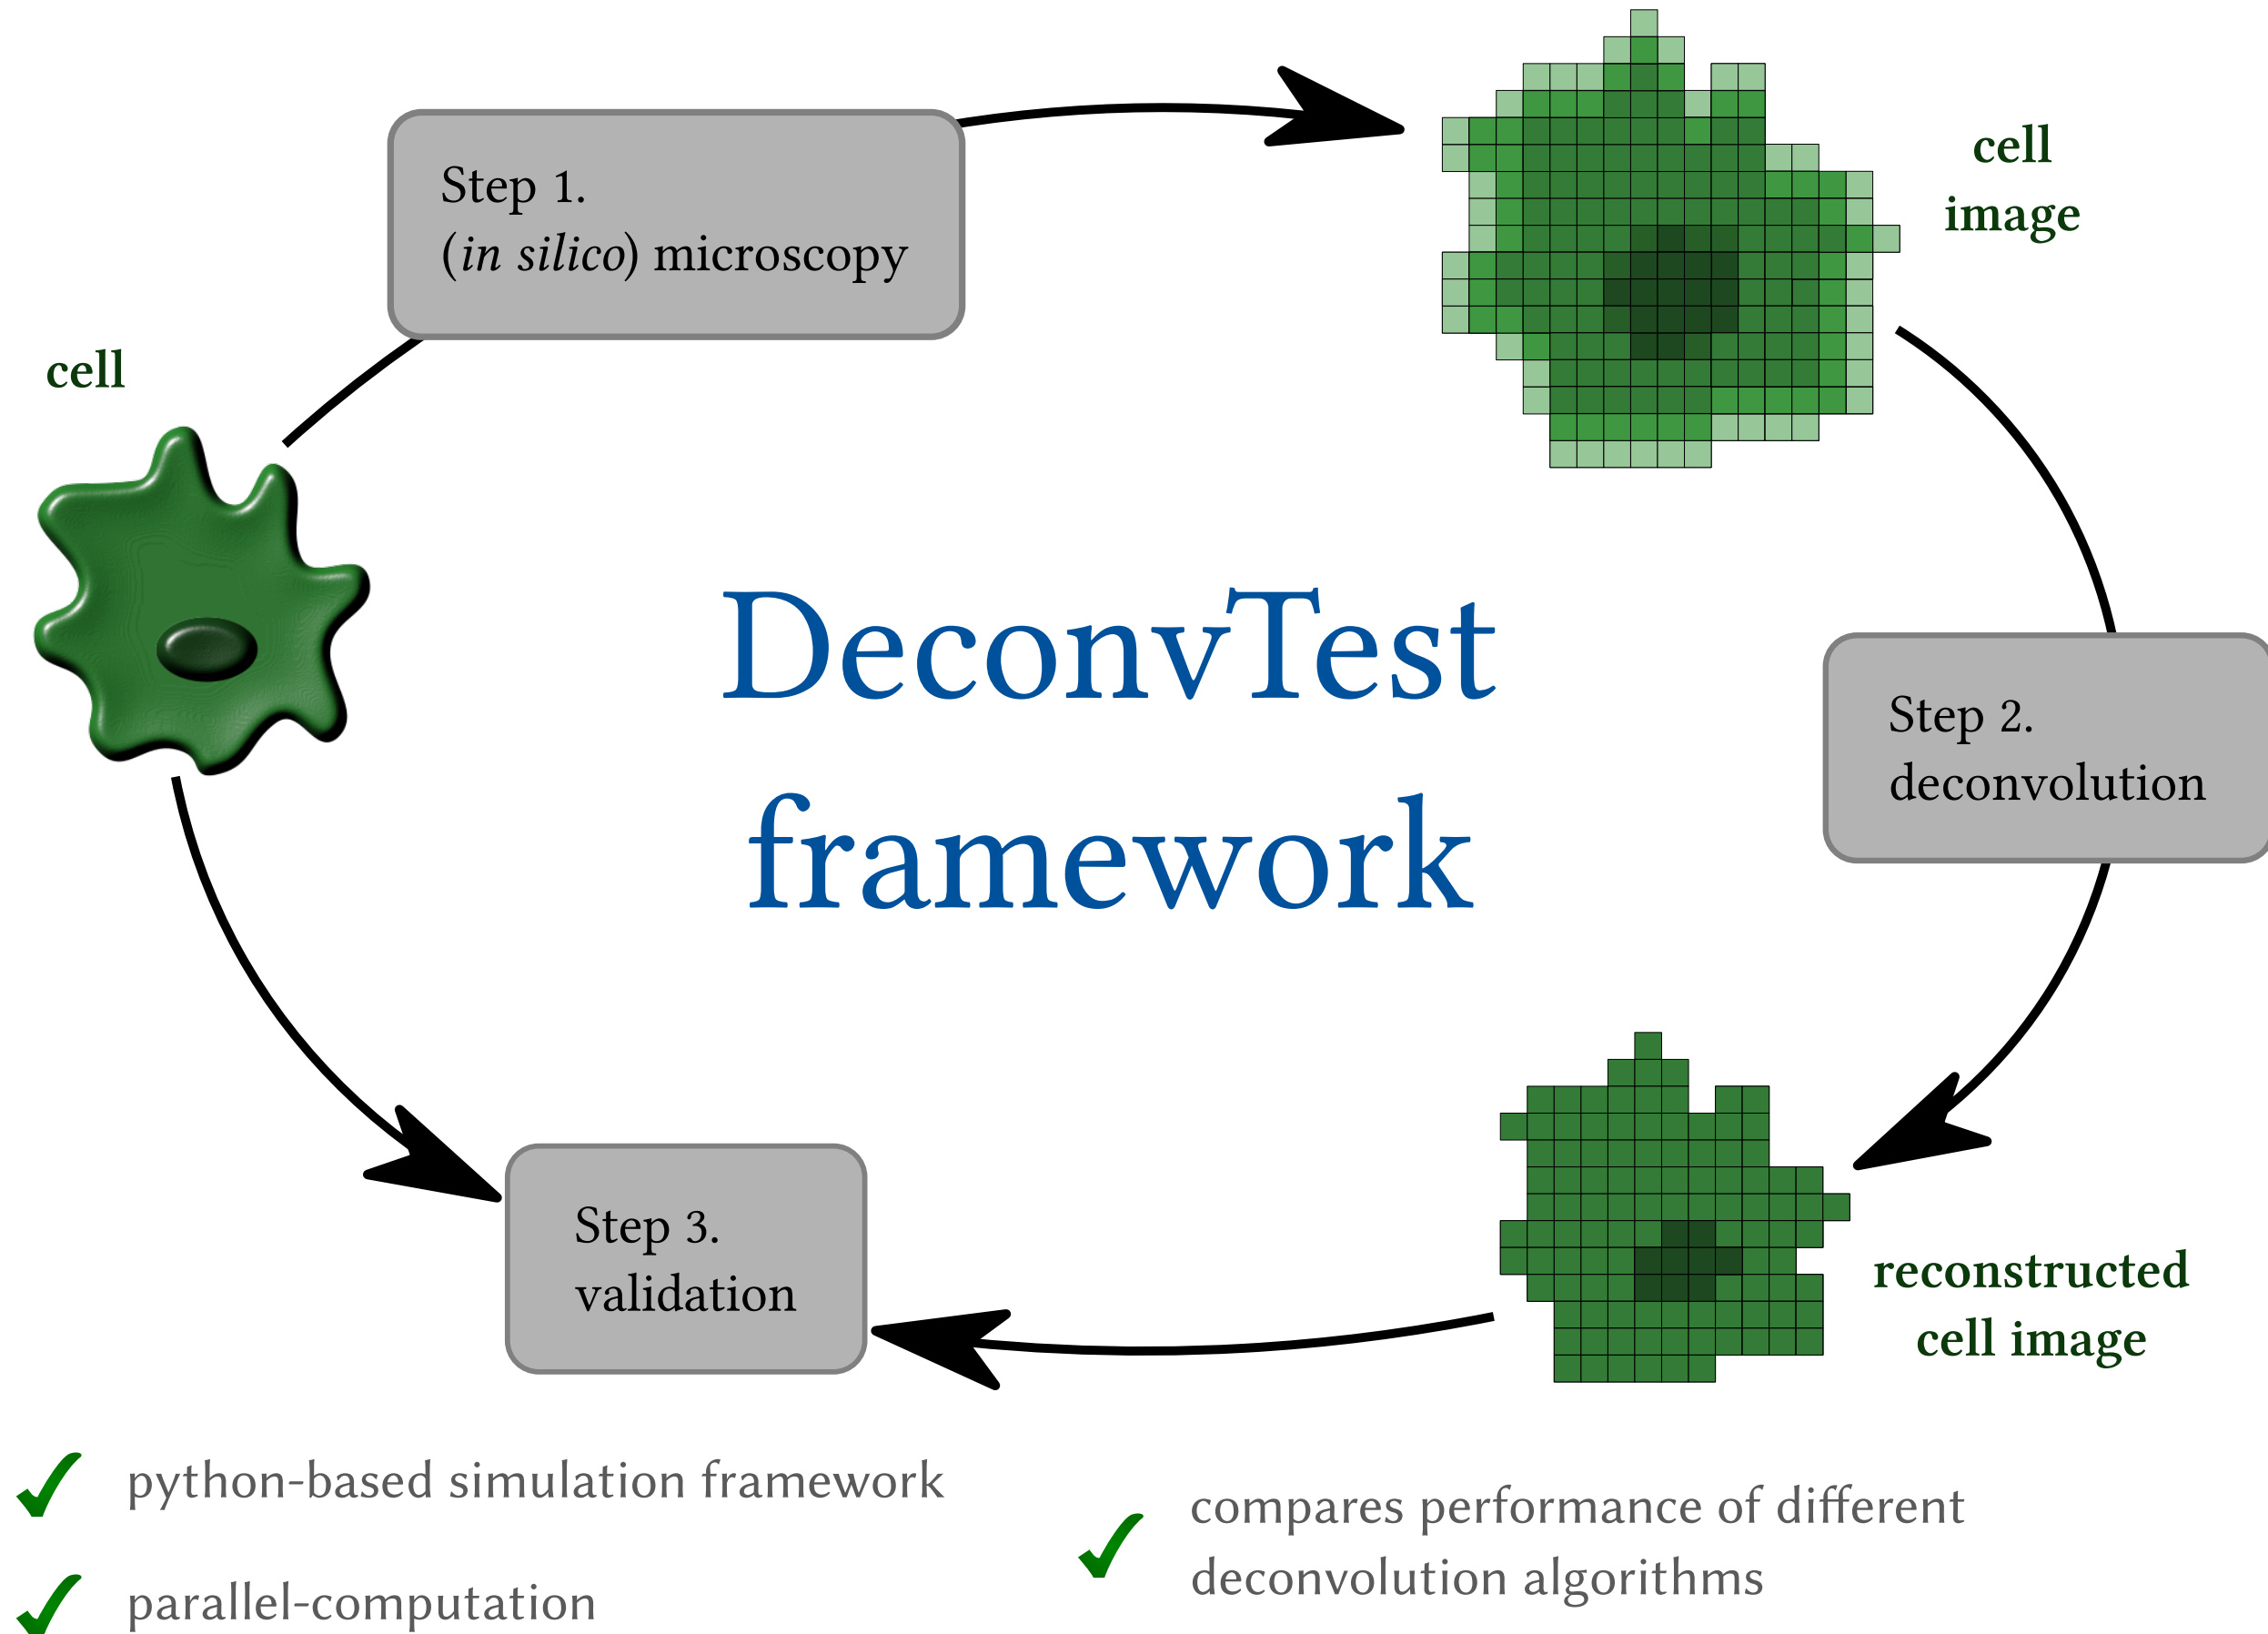 Step 1.
(in silico) microscopy
cell
image
cell
DeconvTest
framework
Step 2.
deconvolution
Step 3.
validation
reconstructed
cell image
python-based simulation framework
parallel-computation
compares performance of different
deconvolution algorithms